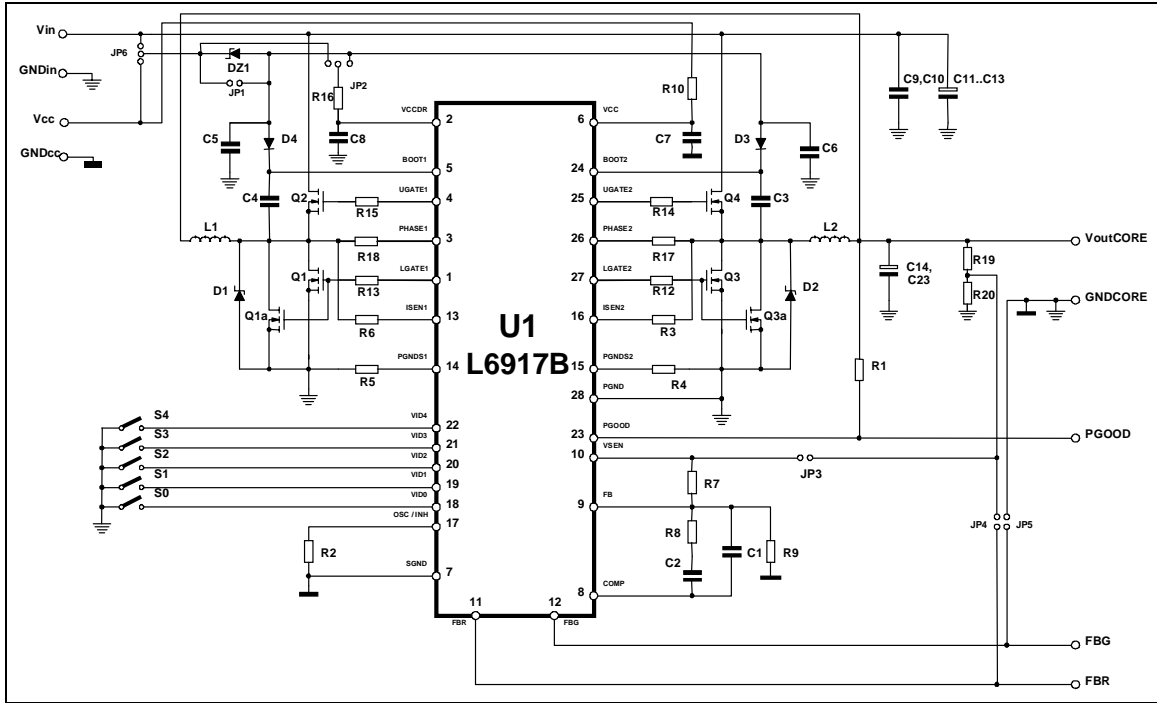 Vin
JP6
DZ1
GNDin
JP1
JP2
R16
R10
C9,C10
C11..C13
Vcc
VCCDR
2
6
VCC
C5
D4
C8
C7
D3
C6
GNDcc
BOOT1
5
24
BOOT2
C4
Q2
UGATE1
4
25
UGATE2
Q4
C3
R15
R14
L1
PHASE1
3
26
PHASE2
L2
VoutCORE
R18
R17
R19
Q1
LGATE1
1
27
LGATE2
Q3
C14,
C23
D1
R13
R12
D2
R20
GNDCORE
Q1a
ISEN1
13
16
ISEN2
Q3a
R6
R3
U1
L6917B
PGNDS1
14
15
PGNDS2
R5
R4
R1
28
PGND
S4
VID4
22
23
PGOOD
PGOOD
S3
VID3
21
VSEN
10
S2
VID2
20
JP3
S1
VID1
19
R7
S0
VID0
18
9
FB
OSC / INH
17
R8
C1
R9
JP4
JP5
R2
C2
SGND
7
8
COMP
11
12
FBR
FBG
FBG
FBR